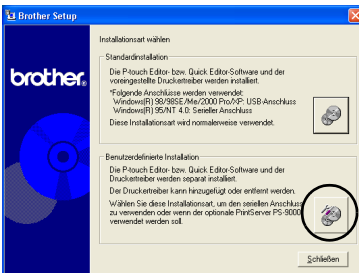 Brother Setup
Installationsart wählen
brother.
Standardinstallation
Die P-touch Editor- bzw. Quick Editor-Software und der
voreingestellte Druckertreiber werden installiert.
*Folgende Anschlüsse werden verwendet:
Windows(R) 98/98SE/Me/2000 Pro/XP: USB-Anschluss
Windows(R) 95/NT 4.0: Serieller Anschluss
Diese Installationsart wird normalerweise verwendet.
Benutzerdefinierte Installation
Die P-touch Editor- bzw. Quick Editor-Software und der
Druckertreiber werden separat installiert.
Der Druckertreiber kann hinzugefügt oder entfernt werden.
Wählen Sie diese Installationsart, um den seriellen Anschluss
zu verwenden oder wenn der optionale PrintServer PS-9000
verwendet werden soll.
Schließen